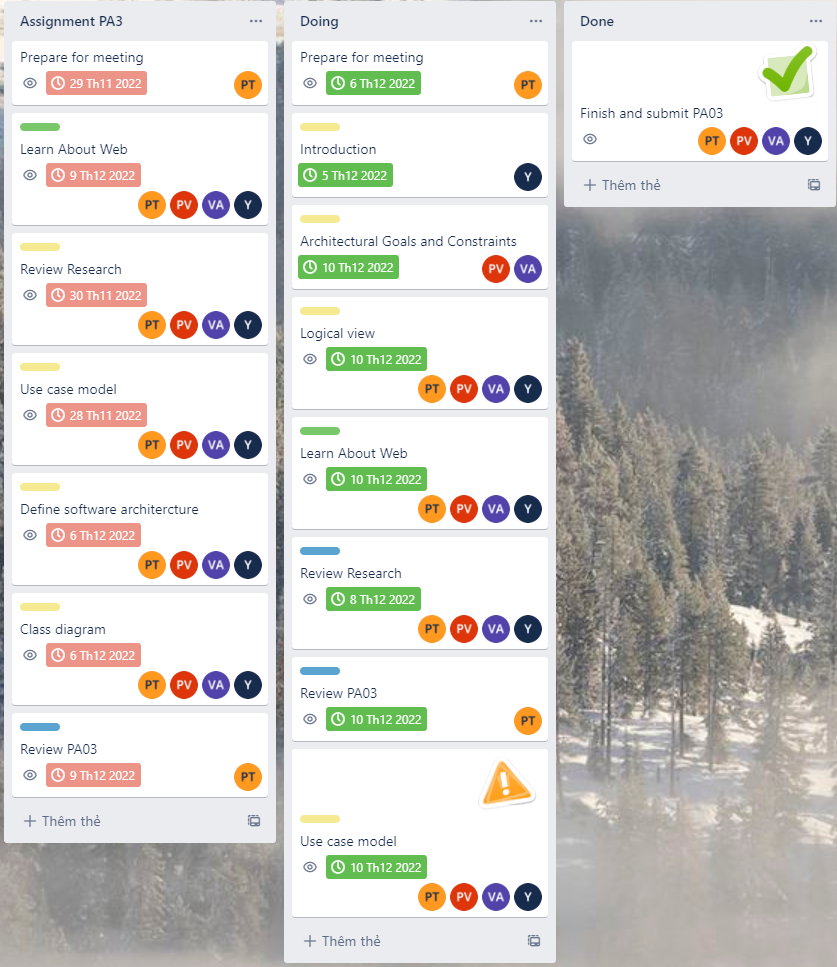 Assignment PA3
Prepare for meeting
29 Th11 2022
PT
Learn About Web
9 Th12 2022
PT PV VA Y
Review Research
30 Th11 2022
PT PV VA Y
Use case model
28 Th11 2022
PT PV VA Y
Define software architercture
6 Th12 2022
PT PV VA Y
Class diagram
6 Th12 2022
PT PV VA Y
Review PA03
9 Th12 2022
PT
Thêm thẻ
Doing
Prepare for meeting
6 Th12 2022
PT
Introduction
5 Th12 2022
Y
Architectural Goals and Constraints
10 Th12 2022
PV VA
Logical view
10 Th12 2022
PT PV VA Y
Learn About Web
10 Th12 2022
PT PV VA Y
Review Research
8 Th12 2022
PT PV VA Y
Review PA03
10 Th12 2022
PT
Use case model
10 Th12 2022
PT PV VA Y
Thêm thẻ
Done
Finish and submit PA03
PT PV VA Y
Thêm thẻ